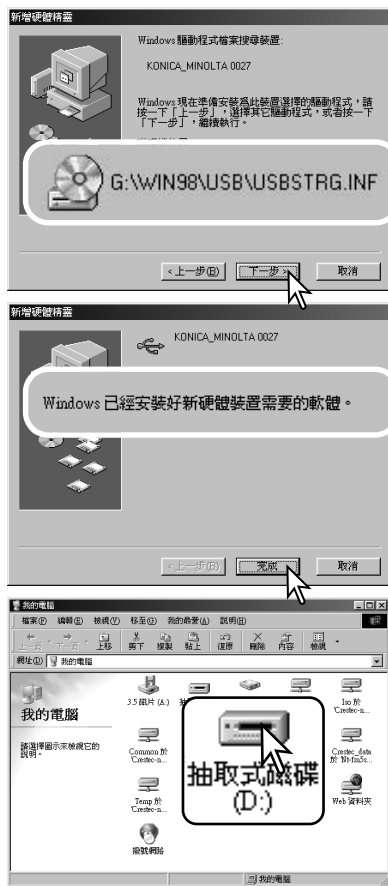 新增硬體精靈
Windows 驅動程式檔案搜尋裝置:
KONICA_MINOLTA 0027
Windows 現在準備安裝為此裝置選擇的驅動程式，請
按一下「上一步」，選擇其它驅動程式，或者按一下
「下一步」，繼續執行。
G:\WIN98\USB\USBSTRG.INF
<上一步(B)
下一步>
取消
新增硬體精靈
KONICA_MINOLTA 0027
Windows 已經安裝好新硬體裝置需要的軟體。
<上一步(B)
完成
取消
我的電腦
檔案(F) 編輯(E) 檢視(V) 移至(G) 我的最愛(A) 說明(H)
上一頁 下一頁 上移 剪下 複製 貼上 復原 刪除 內容 檢視
網址(D) 我的電腦
我的電腦
請選擇圖示來檢視它的
說明。
3.5 磁片 (A:)
Iso 於
'Crestec-n...
Common 於
'Crestec-n...
抽取式磁碟
(D:)
Crestec_data
於 'Nt-fm5s...
Temp 於
'Crestec-n...
Web 資料夾
撥號網路
我的電腦